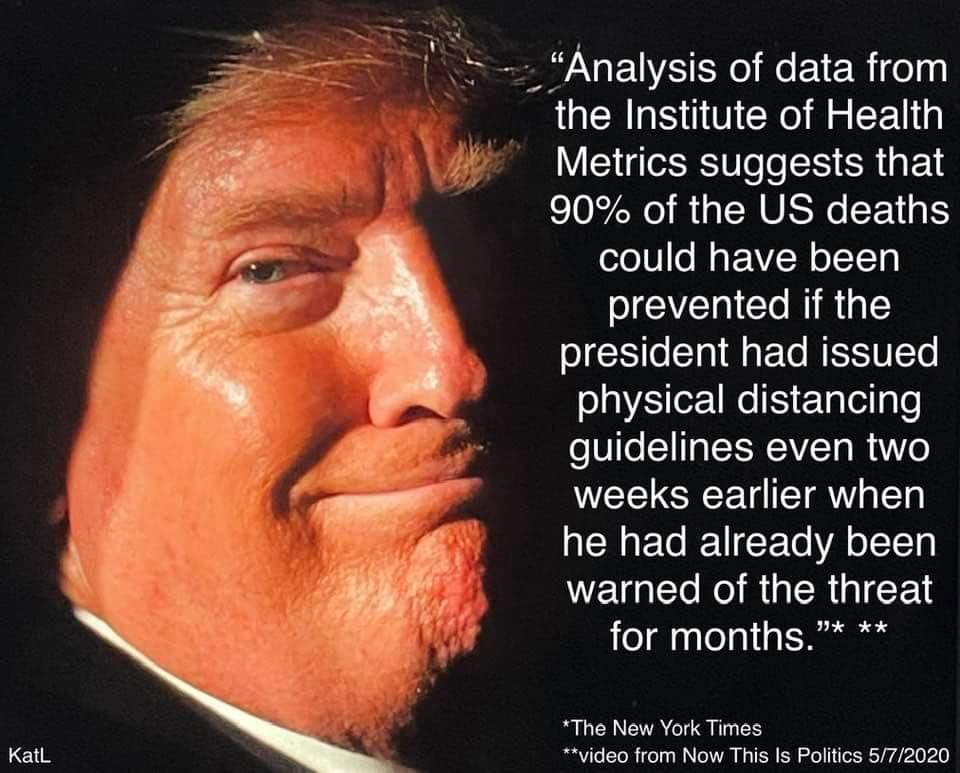 “Analysis of data from
the Institute of Health
Metrics suggests that
90% of the US deaths
could have been
prevented if the
president had issued
physical distancing
guidelines even two
weeks earlier when
he had already been
warned of the threat
for months.”* **
*The New York Times
**video from Now This Is Politics 5/7/2020
KatL